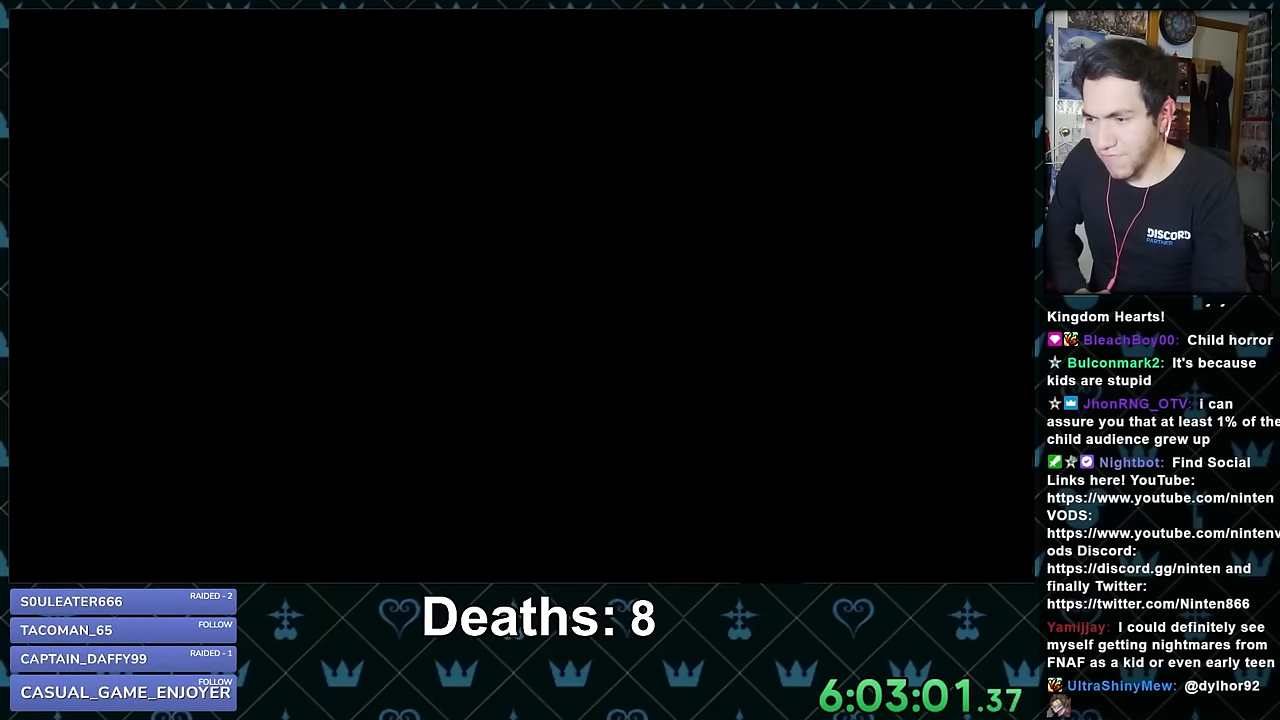 DISCORD
PARTNER
Kingdom Hearts!
BleachBoy00: Child horror
Bulconmark2: It's because
kids are stupid
JhonRNG_OTV: i can
assure you that at least 1% of the
child audience grew up
Nightbot: Find Social
Links here! YouTube:
https://www.youtube.com/ninten
VODS:
https://www.youtube.com/nintenv
ods Discord:
https://discord.gg/ninten and
finally Twitter:
https://twitter.com/Ninten866
Yamijjay: I could definitely see
myself getting nightmares from
FNAF as a kid or even early teen
UltraShinyMew: @dylhor92
S0ULEATER666 RAIDED - 2
TACOMAN_65 FOLLOW
CAPTAIN_DAFFY99 RAIDED - 1
CASUAL_GAME_ENJOYER FOLLOW
Deaths: 8
6:03:01.37